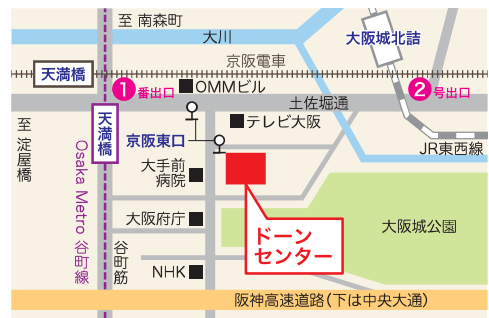 至 南森町
大川
大阪城北詰
京阪電車
天満橋
1番出口
OMMビル
2号出口
土佐堀通
テレビ大阪
天満橋
京阪東口
JR東西線
至 淀屋橋
Osaka Metro 谷町線
大手前
病院
大阪府庁
ドーン
センター
大阪城公園
谷町筋
NHK
阪神高速道路(下は中央大通)